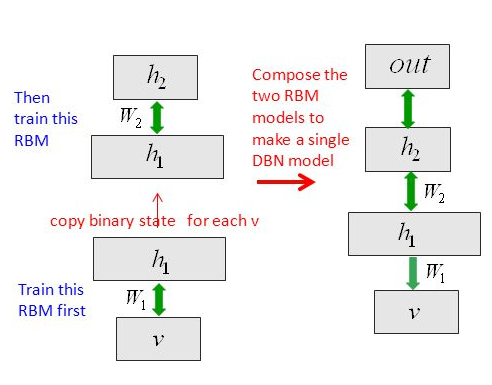 h₂
Then
train this
RBM
W₂
h₁
copy binary state for each v
h₁
Train this
RBM first
W₁
v
Compose the
two RBM
models to
make a single
DBN model
out
h₂
W₂
h₁
W₁
v